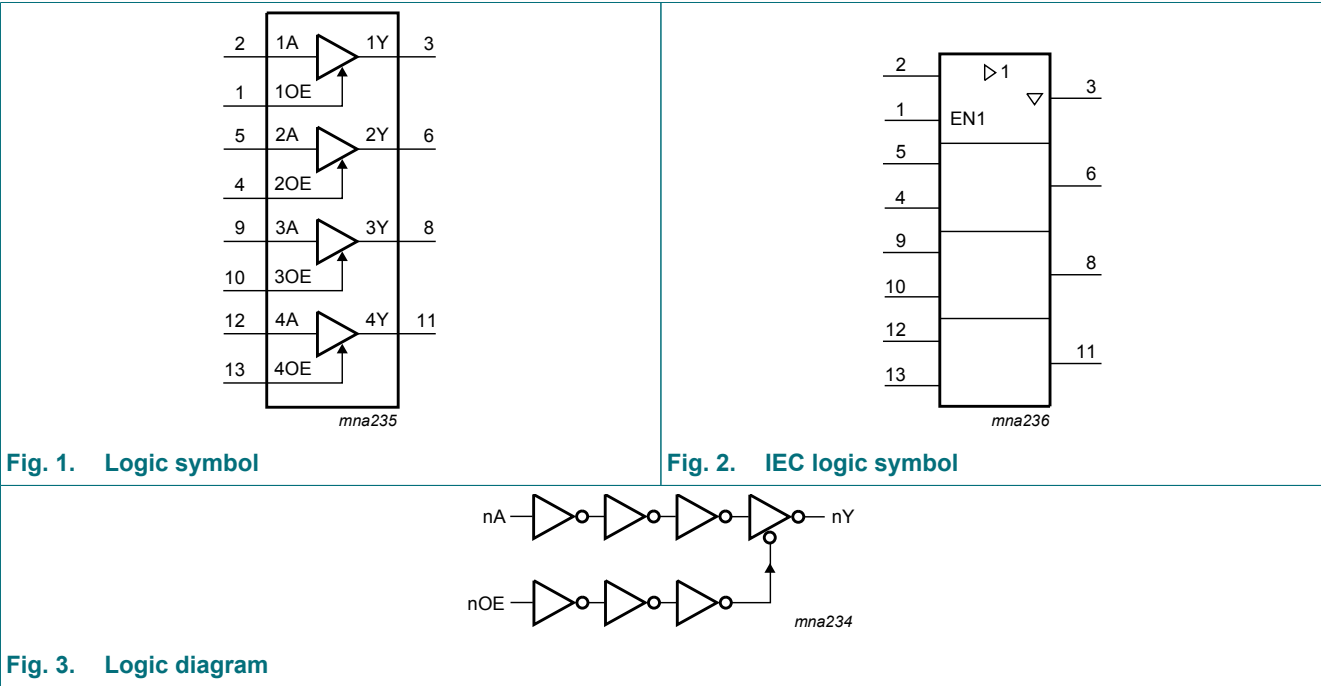 2 1A 1Y 3
1 1OE
5 2A 2Y 6
4 2OE
9 3A 3Y 8
10 3OE
12 4A 4Y 11
13 4OE
mna235
Fig. 1. Logic symbol
2 1
3
1 EN1
5
6
4
9
8
10
12
11
13
mna236
Fig. 2. IEC logic symbol
nA nY
nOE
mna234
Fig. 3. Logic diagram